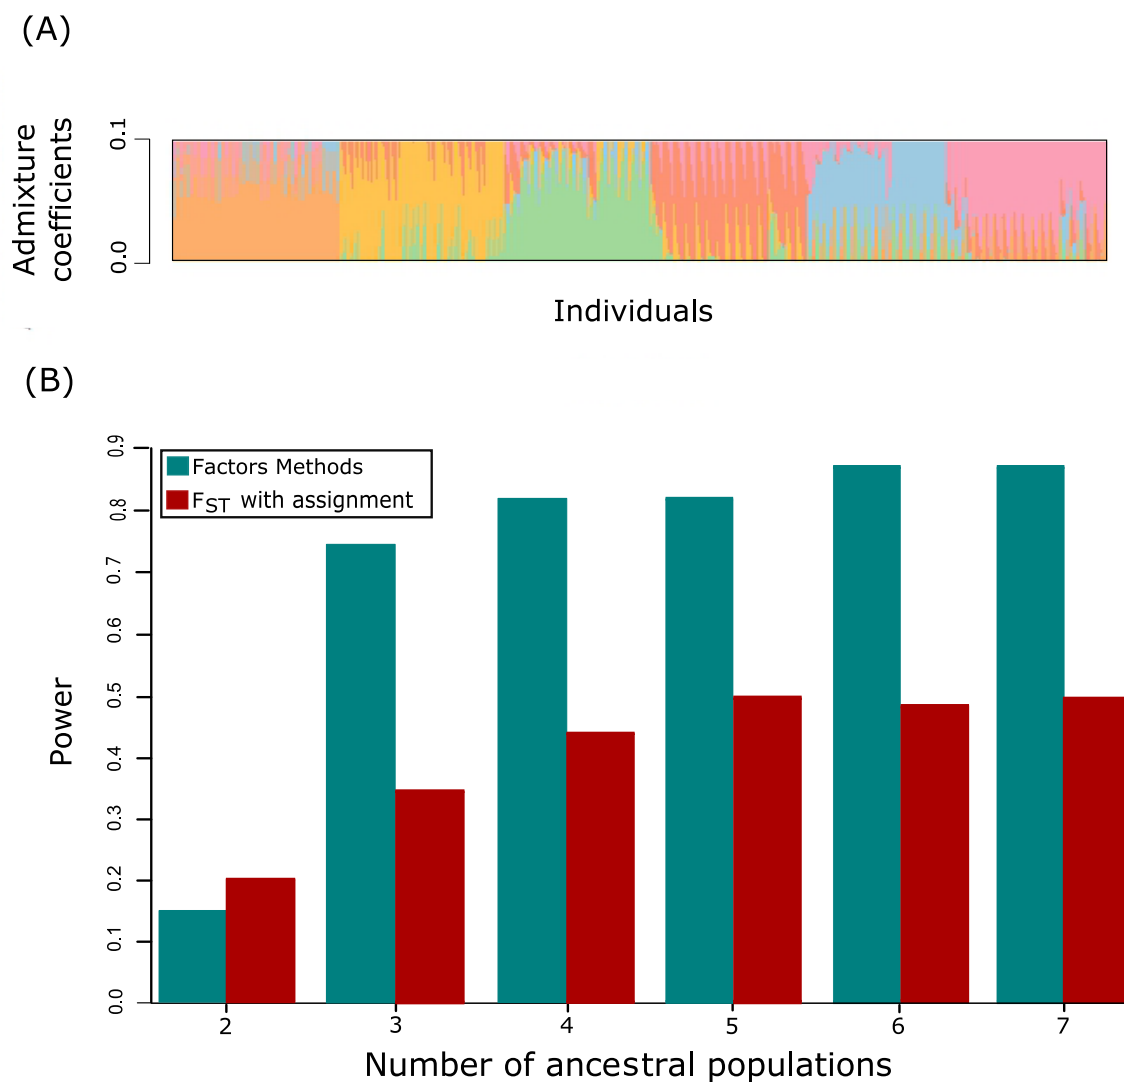 (A)
Admixture
coefficients
0.1
0.0
Individuals
(B)
Power
0.9
0.8
0.7
0.6
0.5
0.4
0.3
0.2
0.1
0.0
Factors Methods
FST with assignment
2 3 4 5 6 7
Number of ancestral populations